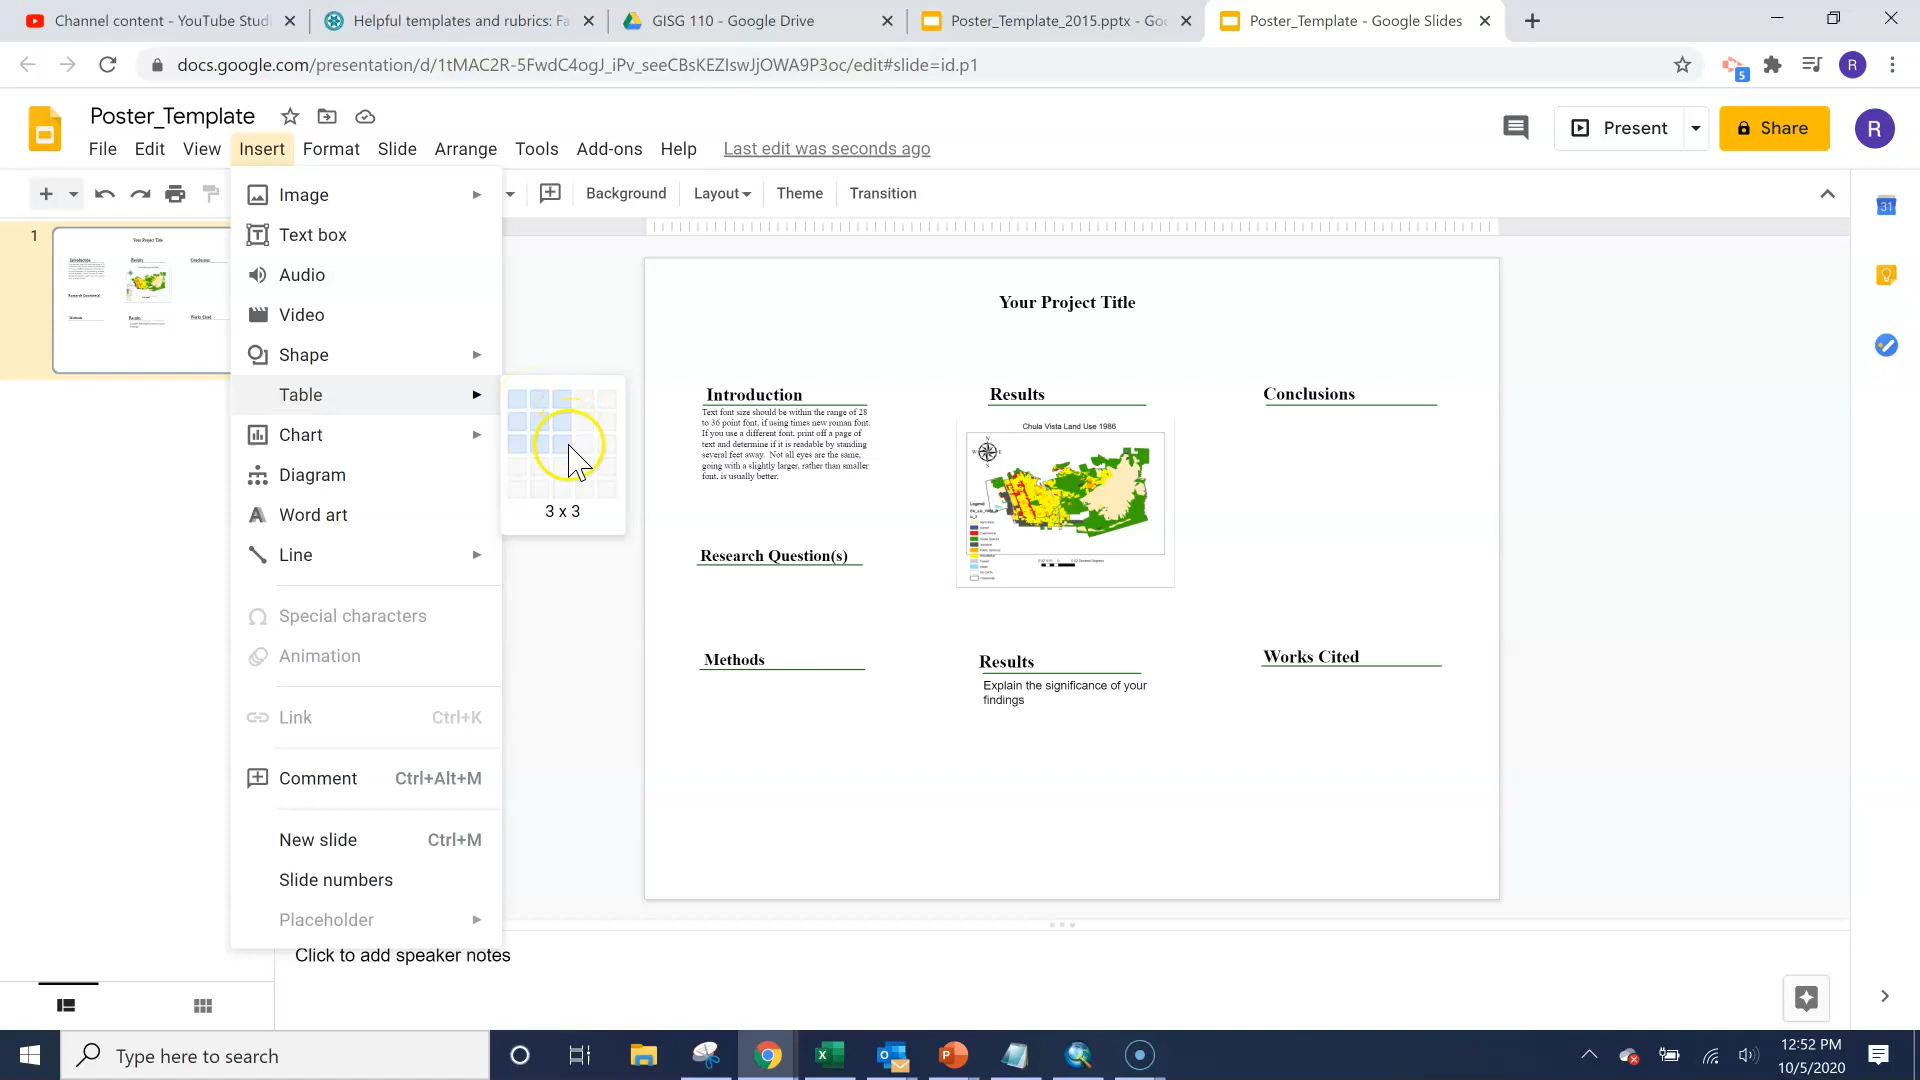 Channel content - YouTube Studi
Helpful templates and rubrics: Fa
GISG 110 - Google Drive
Poster_Template_2015.pptx - Goo
Poster_Template - Google Slides
docs.google.com/presentation/d/1tMAC2R-5FwdC4ogJ_iPv_seeCBsKEZIswJjOWA9P3oc/edit#slide=id.p1
5
R
Poster_Template
File Edit View Insert Format Slide Arrange Tools Add-ons Help Last edit was seconds ago
Present
Share
R
Background Layout Theme Transition
31
1
Image
Text box
Audio
Video
Shape
Table
Chart
Diagram
Word art
Line
Special characters
Animation
Link Ctrl+K
Comment Ctrl+Alt+M
New slide Ctrl+M
Slide numbers
Placeholder
3 x 3
Your Project Title
Introduction
Text font size should be within the range of 28
to 36 point font, if using times new roman font.
If you use a different font, print off a page of
text and determine if it is readable by standing
several feet away. Not all eyes are the same,
going with a slightly larger, rather than smaller
font, is usually better.
Research Question(s)
Methods
Results
Chula Vista Land Use 1986
N
W
E
S
Legend
Results
Explain the significance of your
findings
Conclusions
Works Cited
Click to add speaker notes
Type here to search
12:52 PM
10/5/2020